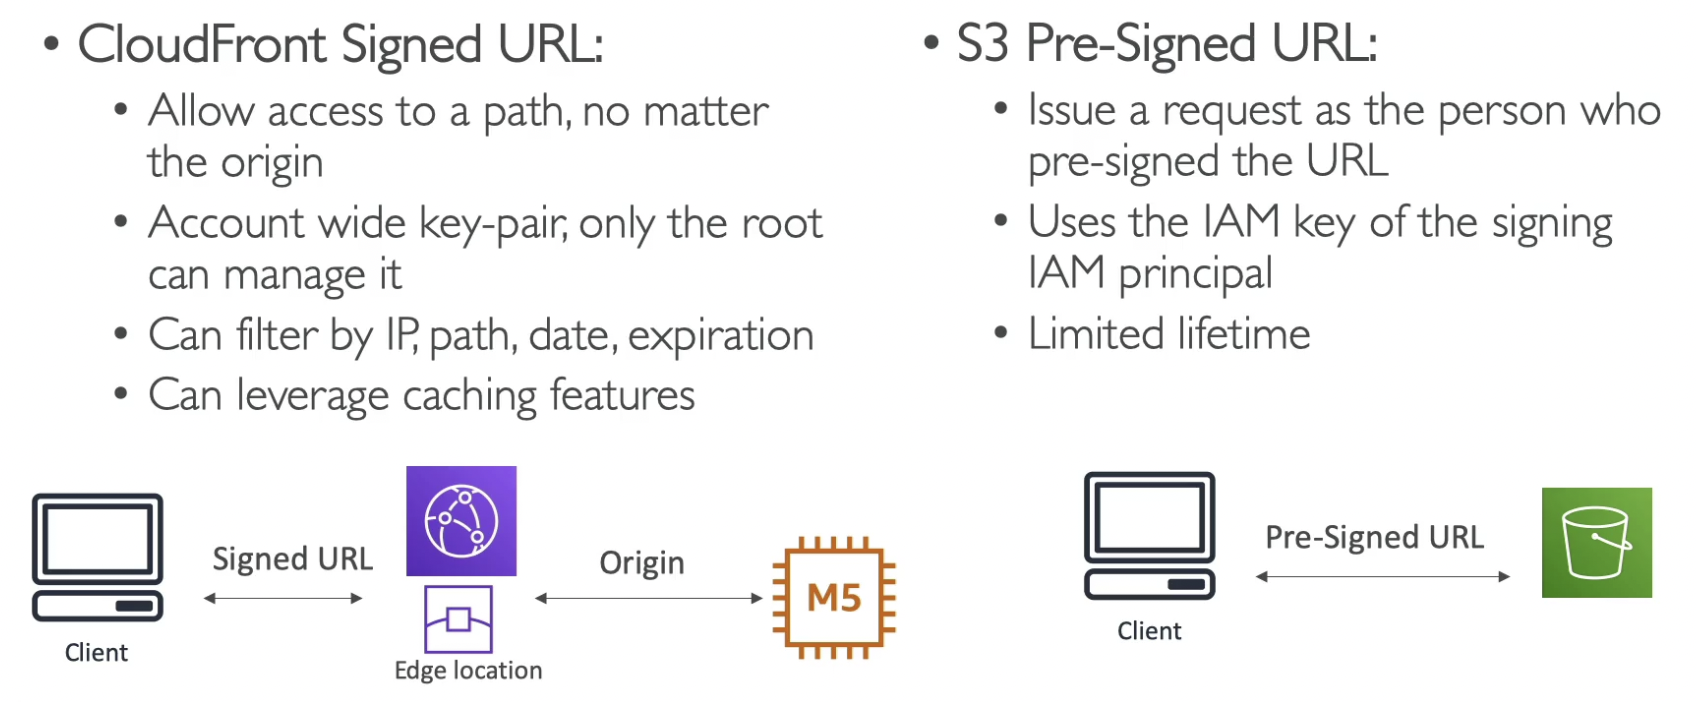 • CloudFront Signed URL:
• Allow access to a path, no matter
the origin
• Account wide key-pair, only the root
can manage it
• Can filter by IP, path, date, expiration
• Can leverage caching features
• S3 Pre-Signed URL:
• Issue a request as the person who
pre-signed the URL
• Uses the IAM key of the signing
IAM principal
• Limited lifetime
Client
Signed URL
Edge location
Origin
M5
Client
Pre-Signed URL